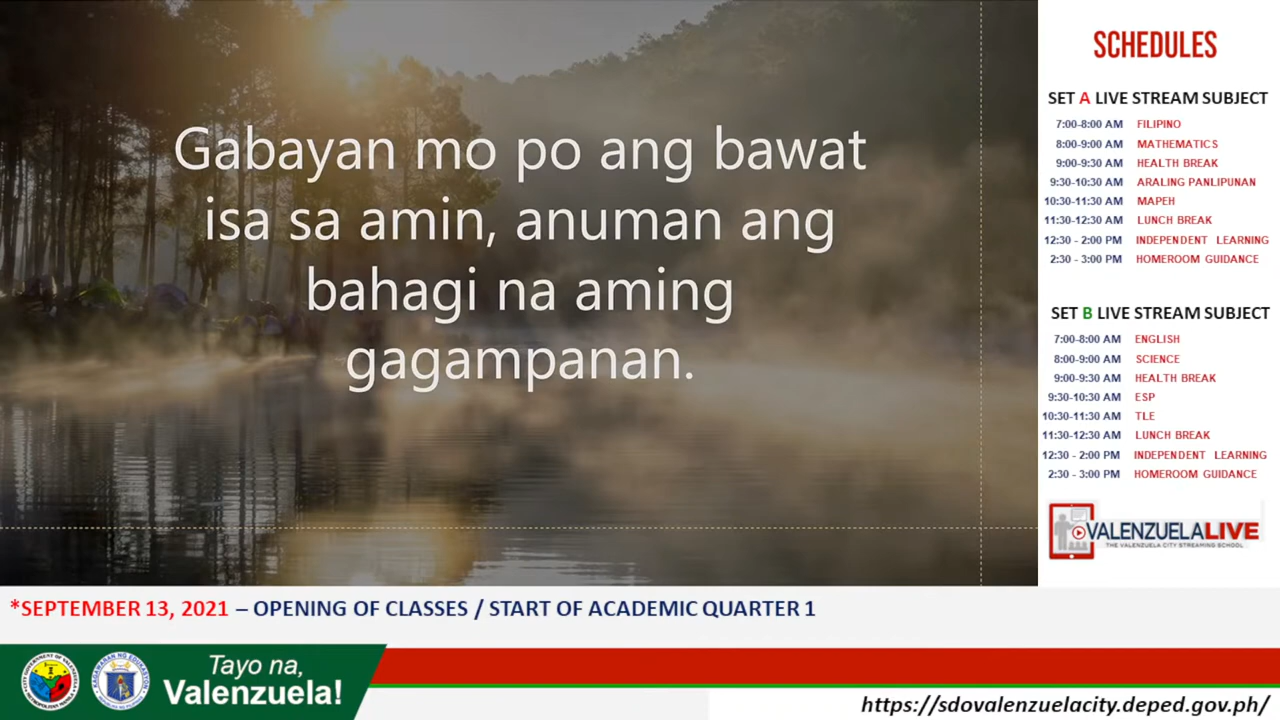 Gabayan mo po ang bawat
isa sa amin, anuman ang
bahagi na aming
gagampanan.
SCHEDULES
SET A LIVE STREAM SUBJECT
7:00-8:00 AM FILIPINO
8:00-9:00 AM MATHEMATICS
9:00-9:30 AM HEALTH BREAK
9:30-10:30 AM ARALING PANLIPUNAN
10:30-11:30 AM MAPEH
11:30-12:30 AM LUNCH BREAK
12:30 - 2:00 PM INDEPENDENT LEARNING
2:30 - 3:00 PM HOMEROOM GUIDANCE
SET B LIVE STREAM SUBJECT
7:00-8:00 AM ENGLISH
8:00-9:00 AM SCIENCE
9:00-9:30 AM HEALTH BREAK
9:30-10:30 AM ESP
10:30-11:30 AM TLE
11:30-12:30 AM LUNCH BREAK
12:30 - 2:00 PM INDEPENDENT LEARNING
2:30 - 3:00 PM HOMEROOM GUIDANCE
VALENZUELALIVE
THE VALENZUELA CITY STREAMING SCHOOL
*SEPTEMBER 13, 2021 – OPENING OF CLASSES / START OF ACADEMIC QUARTER 1
Tayo na,
Valenzuela!
https://sdovalenzuelacity.deped.gov.ph/